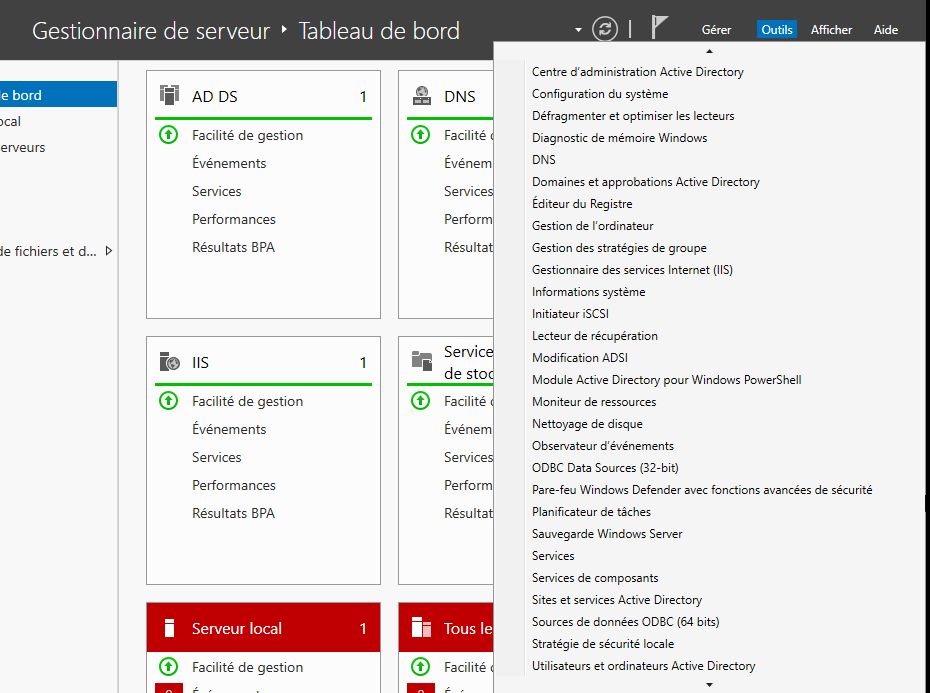 Gestionnaire de serveur ‣ Tableau de bord
Gérer
Outils
Afficher
Aide
de bord
ocal
erveurs
de fichiers et d...
AD DS 1
Facilité de gestion
Événements
Services
Performances
Résultats BPA
DNS
Facilité
Événem
Services
Perform
Résultat
IIS 1
Facilité de gestion
Événements
Services
Performances
Résultats BPA
Service
de stoc
Facilité
Événem
Services
Perform
Résultat
Serveur local 1
Facilité de gestion
Tous le
Facilité
Centre d’administration Active Directory
Configuration du système
Défragmenter et optimiser les lecteurs
Diagnostic de mémoire Windows
DNS
Domaines et approbations Active Directory
Éditeur du Registre
Gestion de l’ordinateur
Gestion des stratégies de groupe
Gestionnaire des services Internet (IIS)
Informations système
Initiateur iSCSI
Lecteur de récupération
Modification ADSI
Module Active Directory pour Windows PowerShell
Moniteur de ressources
Nettoyage de disque
Observateur d’événements
ODBC Data Sources (32-bit)
Pare-feu Windows Defender avec fonctions avancées de sécurité
Planificateur de tâches
Sauvegarde Windows Server
Services
Services de composants
Sites et services Active Directory
Sources de données ODBC (64 bits)
Stratégie de sécurité locale
Utilisateurs et ordinateurs Active Directory